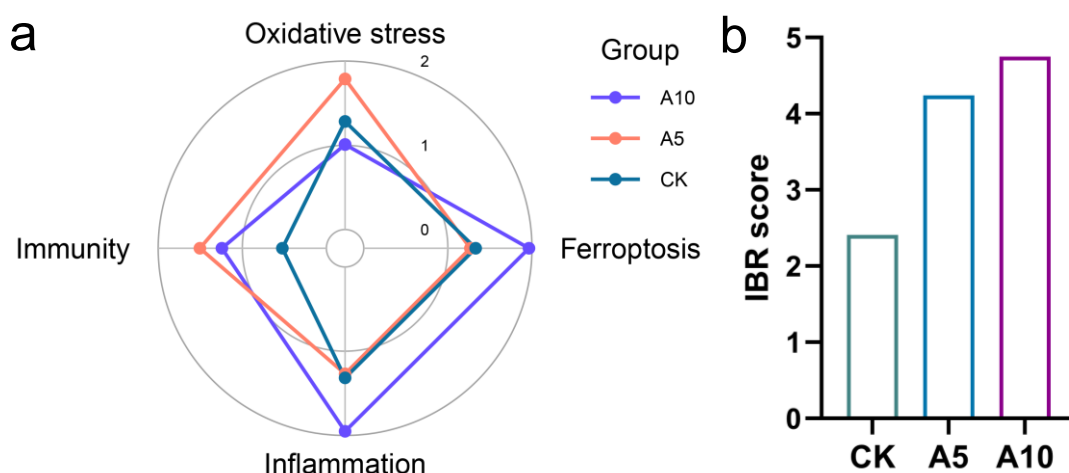 a
Oxidative stress
2
1
0
Immunity
Ferroptosis
Inflammation
Group
A10
A5
CK
b
IBR score
5
4
3
2
1
0
CK A5 A10